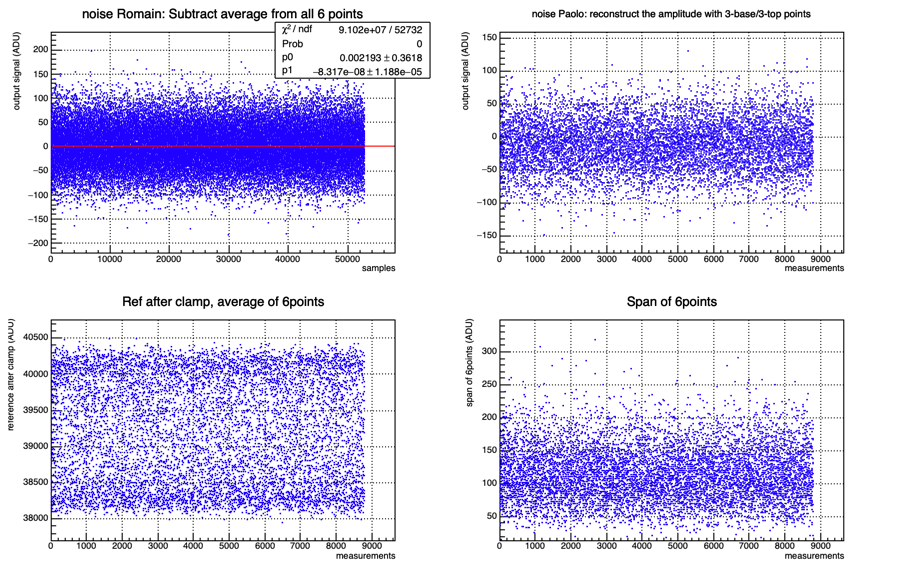 noise Romain: Subtract average from all 6 points
χ² / ndf 9.102e+07 / 52732
Prob 0
p0 0.002193 ± 0.3618
p1 −8.317e−08 ± 1.188e−05
output signal (ADU)
200
150
100
50
0
−50
−100
−150
−200
0 10000 20000 30000 40000 50000
samples
noise Paolo: reconstruct the amplitude with 3-base/3-top points
output signal (ADU)
150
100
50
0
−50
−100
−150
0 1000 2000 3000 4000 5000 6000 7000 8000 9000
measurements
Ref after clamp, average of 6points
reference after clamp (ADU)
40500
40000
39500
39000
38500
38000
0 1000 2000 3000 4000 5000 6000 7000 8000 9000
measurements
Span of 6points
span of 6points (ADU)
300
250
200
150
100
50
0 1000 2000 3000 4000 5000 6000 7000 8000 9000
measurements